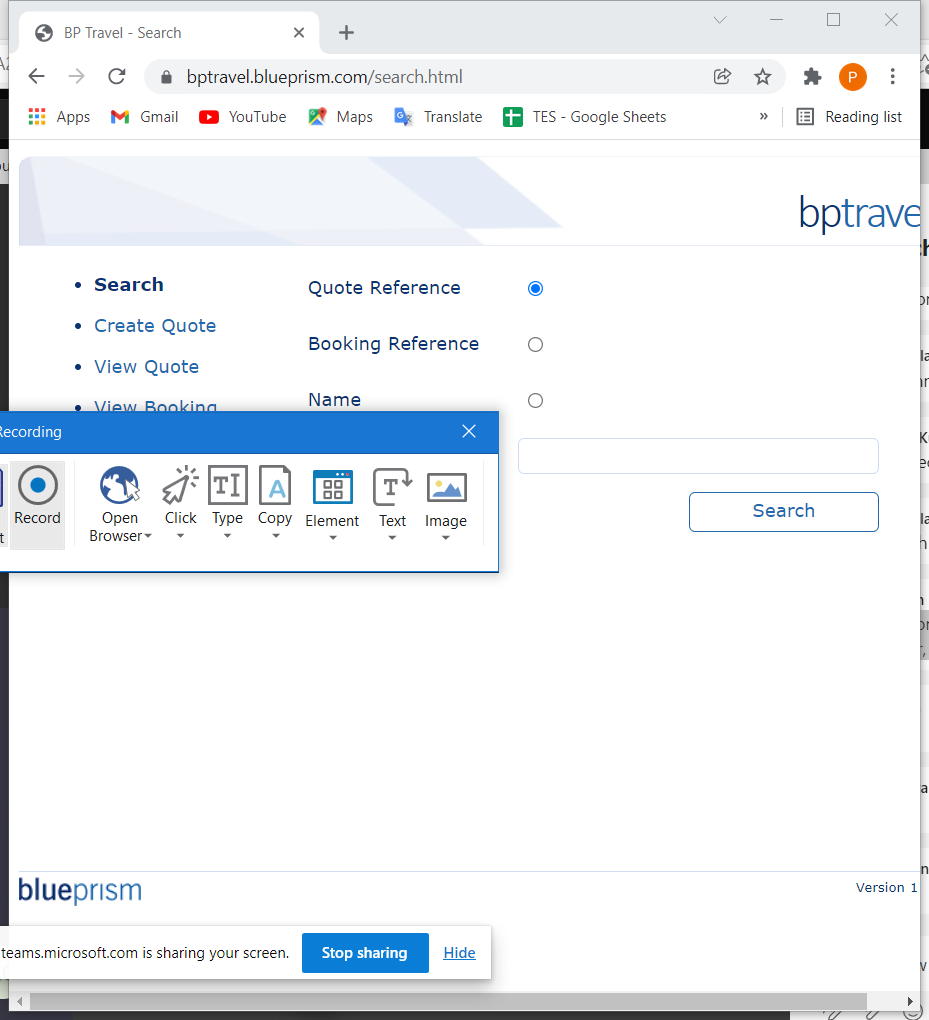 BP Travel - Search
bptravel.blueprism.com/search.html
P
Apps
Gmail
YouTube
Maps
Translate
TES - Google Sheets
»
Reading list
bptrave
Search
Create Quote
View Quote
View Booking
Quote Reference
Booking Reference
Name
Search
Recording
Record
Open Browser
Click
Type
Copy
Element
Text
Image
blueprism
Version 1
teams.microsoft.com is sharing your screen.
Stop sharing
Hide